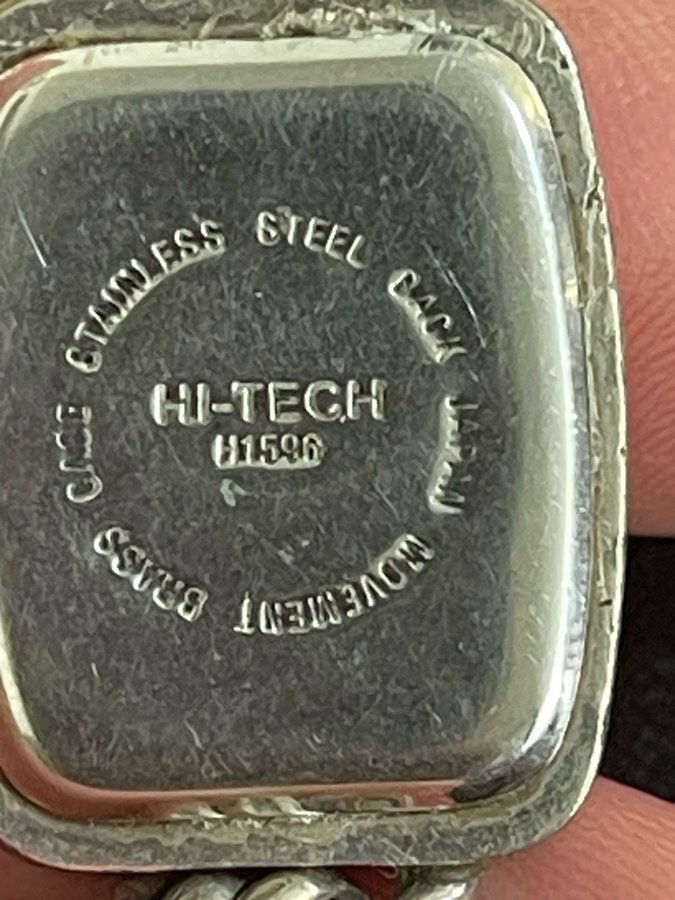 STAINLESS STEEL BACK JAPAN MOVEMENT BRASS CASE
HI-TECH
H1596